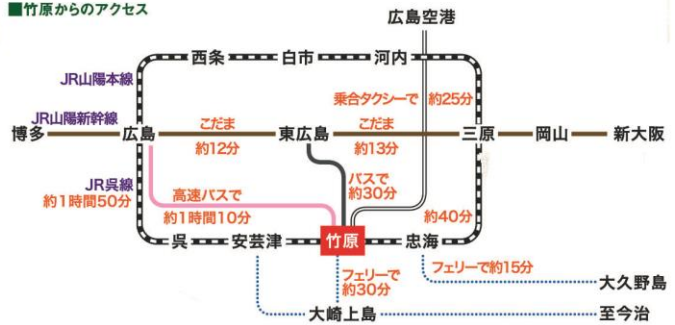 ■竹原からのアクセス
広島空港
西条
白市
河内
JR山陽本線
乗合タクシーで 約25分
JR山陽新幹線
こだま
こだま
博多
広島
東広島
三原
岡山
新大阪
約12分
約13分
JR呉線
約1時間50分
高速バスで
約1時間10分
バスで
約30分
約40分
呉
安芸津
竹原
忠海
フェリーで
約30分
フェリーで約15分
大久野島
大崎上島
至今治